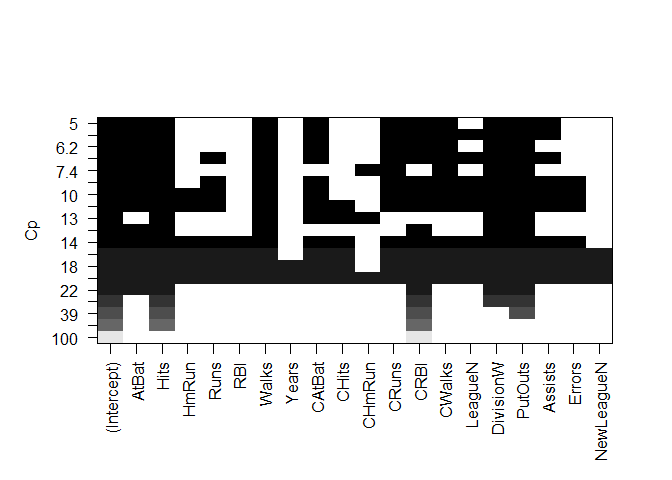 Cp
5
6.2
7.4
10
13
14
18
22
39
100
(Intercept)
AtBat
Hits
HmRun
Runs
RBI
Walks
Years
CAtBat
CHits
CHmRun
CRuns
CRBI
CWalks
LeagueN
DivisionW
PutOuts
Assists
Errors
NewLeagueN